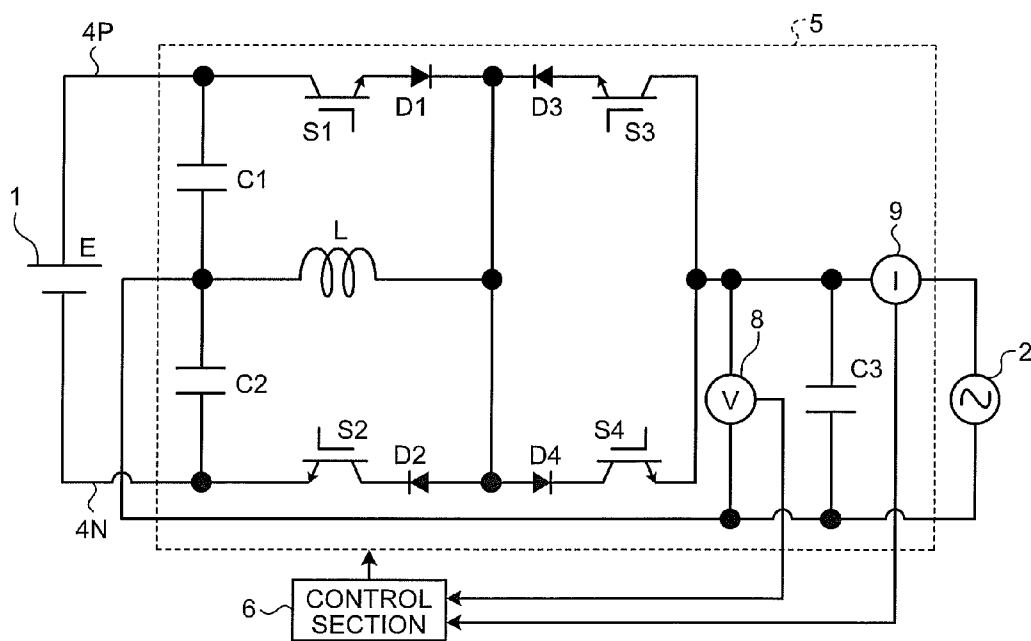 4P
5
D1
D3
S1
S3
C1
1
E
L
9
I
8
V
2
C2
C3
S2
D2
D4
S4
4N
6
CONTROL
SECTION